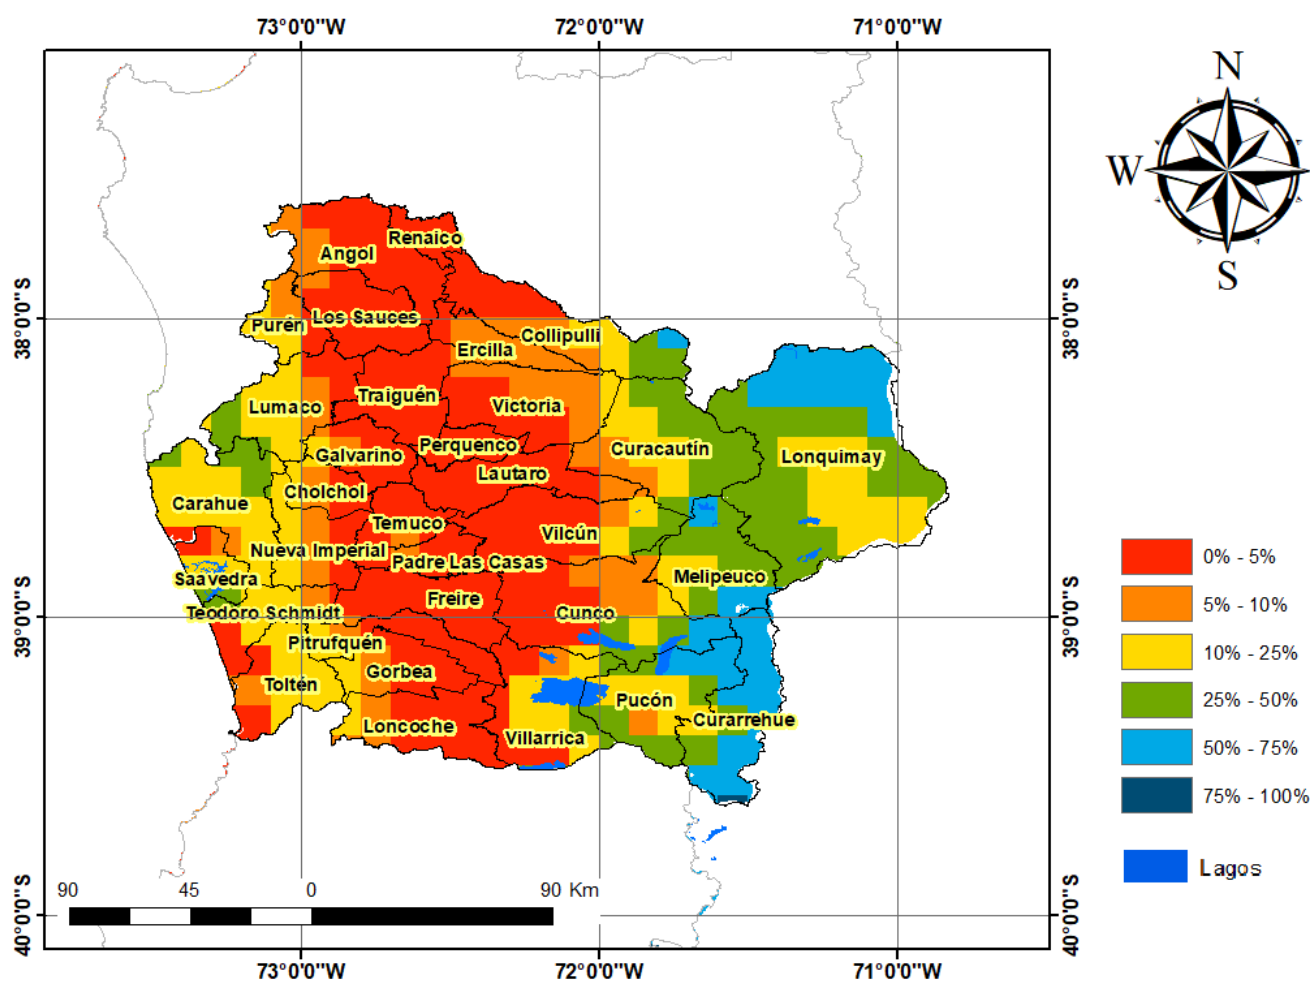 73°0'0"W 72°0'0"W 71°0'0"W
N
W
S
38°0'0"S
38°0'0"S
39°0'0"S
39°0'0"S
40°0'0"S
40°0'0"S
Renaico
Angol
Los Sauces
Purén
Collipulli
Ercilla
Traiguén
Lumaco
Victoria
Perquenco
Curacautín
Galvarino
Lonquimay
Lautaro
Cholchol
Carahue
Temuco
Vilcún
Nueva Imperial
Padre Las Casas
Saavedra
Melipeuco
Freire
Teodoro Schmidt
Cunco
Pitrufquén
Gorbea
Toltén
Pucón
Curarrehue
Loncoche
Villarrica
0% - 5%
5% - 10%
10% - 25%
25% - 50%
50% - 75%
75% - 100%
Lagos
90 45 0 90 Km
73°0'0"W 72°0'0"W 71°0'0"W